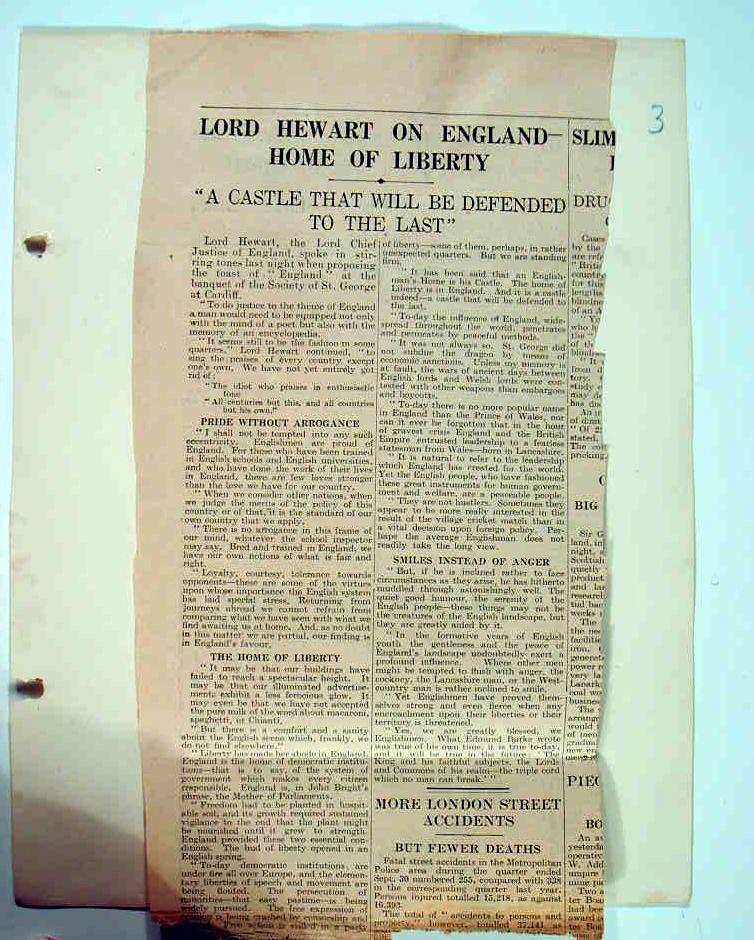 3
LORD HEWART ON ENGLAND—
HOME OF LIBERTY
"A CASTLE THAT WILL BE DEFENDED
TO THE LAST"
Lord Hewart, the Lord Chief
Justice of England, spoke in stir-
ring tones last night when proposing
the toast of "England" at the
banquet of the Society of St. George
at Cardiff.
"To do justice to the theme of England
a man would need to be equipped not only
with the mind of a poet but also with the
memory of an encyclopædia.
"It seems still to be the fashion in some
quarters," Lord Hewart continued, "to
sing the praises of every country except
one's own. We have not yet entirely got
rid of:
"The idiot who praises in enthusiastic
tone
"All centuries but this, and all countries
but his own."
PRIDE WITHOUT ARROGANCE
"I shall not be tempted into any such
eccentricity. Englishmen are proud of
England. For those who have been trained
in English schools and English universities,
and who have done the work of their lives
in England, there are few loves stronger
than the love we have for our country.
"When we consider other nations, when
we judge the merits of the policy of this
country or of that, it is the standard of our
own country that we apply.
"There is no arrogance in this frame of
our mind, whatever the school inspector
may say. Bred and trained in England, we
have our own notions of what is fair and
right.
"Loyalty, courtesy, tolerance towards
opponents—these are some of the virtues
upon whose importance the English system
has laid special stress. Returning from
journeys abroad we cannot refrain from
comparing what we have seen with what we
find awaiting us at home. And, as no doubt
in this matter we are partial, our finding is
in England's favour.
THE HOME OF LIBERTY
"It may be that our buildings have
failed to reach a spectacular height. It
may be that our illuminated advertise-
ments exhibit a less ferocious glow. It
may even be that we have not accepted
the pure milk of the word about macaroni,
spaghetti, or Chianti.
"But there is a comfort and a sanity
about the English scene which, frankly, we
do not find elsewhere."
"Liberty has made her abode in England.
England is the home of democratic institu-
tions—that is to say, of the system of
government which makes every citizen
responsible. England is, in John Bright's
phrase, the Mother of Parliaments.
"Freedom had to be planted in hospit-
able soil, and its growth required sustained
vigilance to the end that the plant might
be nourished until it grew to strength.
England provided these two essential con-
ditions. The bud of liberty opened in an
English spring.
"To-day democratic institutions are
under fire all over Europe, and the elemen-
tary liberties of speech and movement are
being flouted. The persecution of
minorities—that easy pastime—is being
widely pursued. The free expression of
opinion is being crushed by censorship and
of liberty—some of them, perhaps, in rather
unexpected quarters. But we are standing
firm.
"It has been said that an English-
man's Home is his Castle. The home of
Liberty is in England. And it is a castle
indeed—a castle that will be defended to
the last.
"To-day the influence of England, wide-
spread throughout the world, penetrates
and permeates by peaceful methods.
"It was not always so. St. George did
not subdue the dragon by means of
economic sanctions. Unless my memory is
at fault, the wars of ancient days between
English lords and Welsh lords were con-
tested with other weapons than embargoes
and boycotts.
"To-day there is no more popular name
in England than the Prince of Wales, nor
can it ever be forgotten that in the hour
of gravest crisis England and the British
Empire entrusted leadership to a fearless
statesman from Wales—born in Lancashire.
"It is natural to refer to the leadership
which England has created for the world.
Yet the English people, who have fashioned
these great instruments for human govern-
ment and welfare, are a peaceable people.
"They are not hustlers. Sometimes they
appear to be more really interested in the
result of the village cricket match than in
a vital decision upon foreign policy. Per-
haps the average Englishman does not
readily take the long view.
SMILES INSTEAD OF ANGER
"But, if he is inclined rather to face
circumstances as they arise, he has hitherto
muddled through astonishingly well. The
quiet good humour, the serenity of the
English people—these things may not be
the creatures of the English landscape, but
they are greatly aided by it.
"In the formative years of English
youth the gentleness and the peace of
England's landscape undoubtedly exert a
profound influence. Where other men
might be tempted to flush with anger, the
cockney, the Lancashire man, or the West-
country man is rather inclined to smile.
"Yet Englishmen have proved them-
selves strong and even fierce when any
encroachment upon their liberties or their
territory is threatened.
"Yes, we are greatly blessed, we
Englishmen. What Edmund Burke wrote
was true of his own time, it is true to-day,
and it will be true in the future. 'The
King and his faithful subjects, the Lords
and Commons of his realm—the triple cord
which no man can break.'"
MORE LONDON STREET
ACCIDENTS
BUT FEWER DEATHS
Fatal street accidents in the Metropolitan
Police area during the quarter ended
Sept. 30 numbered 255, compared with 328
in the corresponding quarter last year.
Persons injured totalled 15,218, as against
16,393.
The total of "accidents to persons and
property," however, totalled 37,141 as
SLIM
DRU
Cases
by the
BIG
Sir G
PIEC
BO